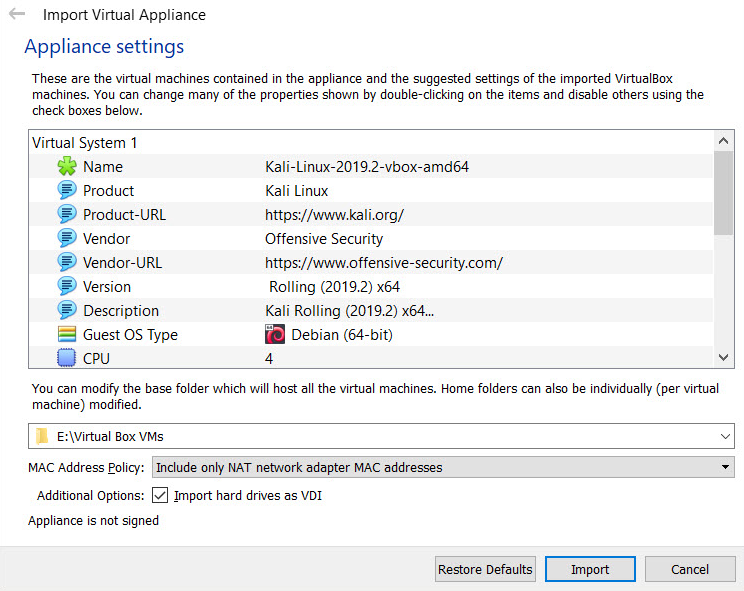 Import Virtual Appliance
Appliance settings
These are the virtual machines contained in the appliance and the suggested settings of the imported VirtualBox
machines. You can change many of the properties shown by double-clicking on the items and disable others using the
check boxes below.
Virtual System 1
Name Kali-Linux-2019.2-vbox-amd64
Product Kali Linux
Product-URL https://www.kali.org/
Vendor Offensive Security
Vendor-URL https://www.offensive-security.com/
Version Rolling (2019.2) x64
Description Kali Rolling (2019.2) x64...
Guest OS Type 64 Debian (64-bit)
CPU 4
You can modify the base folder which will host all the virtual machines. Home folders can also be individually (per virtual
machine) modified.
E:\Virtual Box VMs
MAC Address Policy: Include only NAT network adapter MAC addresses
Additional Options: Import hard drives as VDI
Appliance is not signed
Restore Defaults Import Cancel